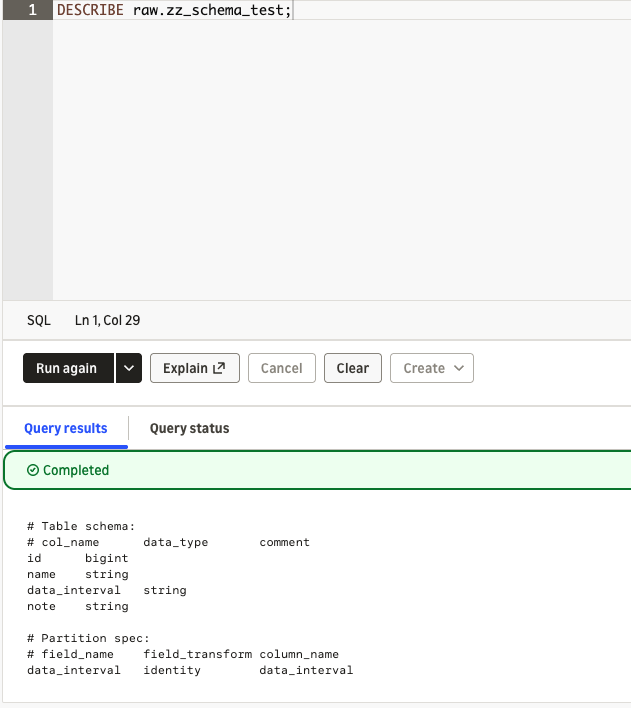 1 DESCRIBE raw.zz_schema_test;
SQL Ln 1, Col 29
Run again Explain Cancel Clear Create
Query results Query status
Completed
# Table schema:
# col_name data_type comment
id bigint
name string
data_interval string
note string
# Partition spec:
# field_name field_transform column_name
data_interval identity data_interval